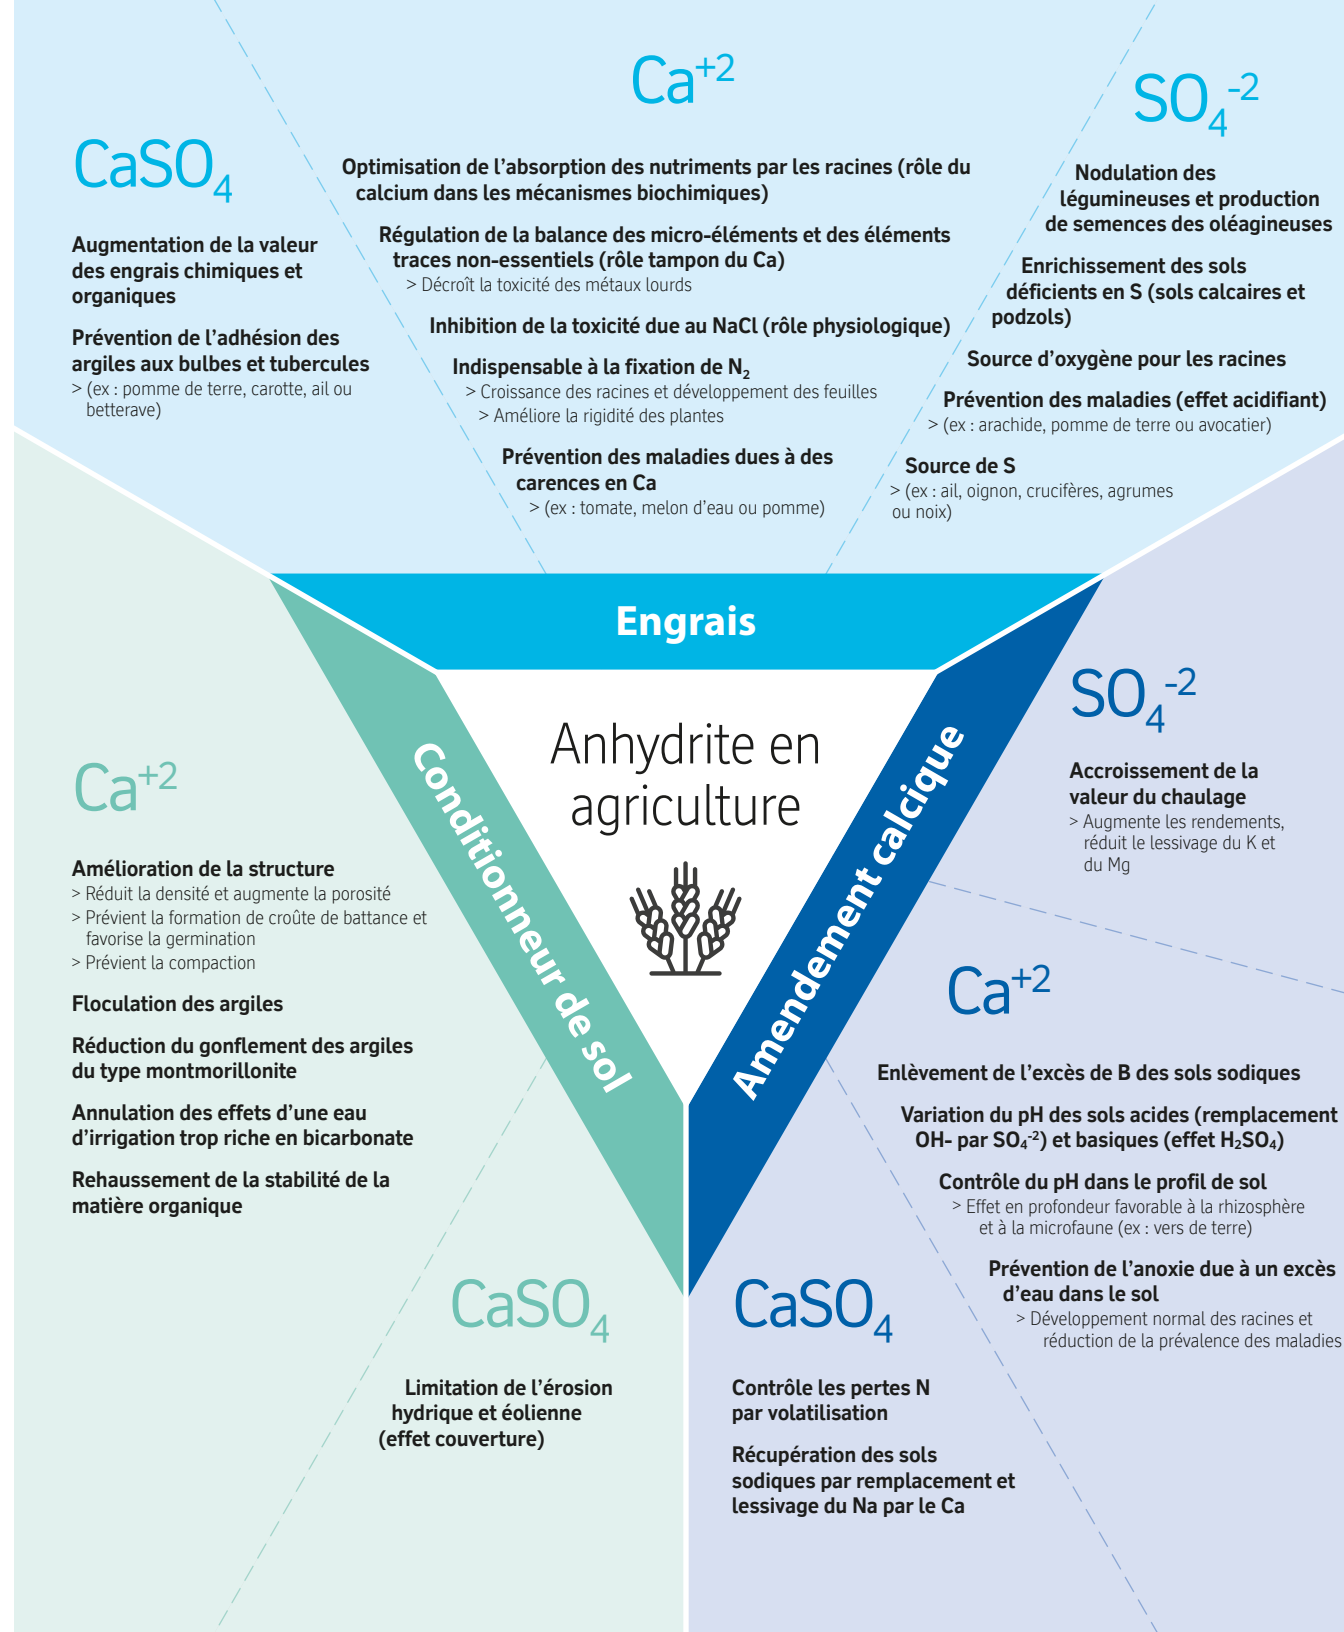 CaSO₄
Augmentation de la valeur
des engrais chimiques et
organiques
Prévention de l'adhésion des
argiles aux bulbes et tubercules
> (ex : pomme de terre, carotte, ail ou
betterave)
Ca⁺²
Optimisation de l'absorption des nutriments par les racines (rôle du
calcium dans les mécanismes biochimiques)
Régulation de la balance des micro-éléments et des éléments
traces non-essentiels (rôle tampon du Ca)
> Décroît la toxicité des métaux lourds
Inhibition de la toxicité due au NaCl (rôle physiologique)
Indispensable à la fixation de N₂
> Croissance des racines et développement des feuilles
> Améliore la rigidité des plantes
Prévention des maladies dues à des
carences en Ca
> (ex : tomate, melon d'eau ou pomme)
SO₄⁻²
Nodulation des
légumineuses et production
de semences des oléagineuses
Enrichissement des sols
déficients en S (sols calcaires et
podzols)
Source d'oxygène pour les racines
Prévention des maladies (effet acidifiant)
> (ex : arachide, pomme de terre ou avocatier)
Source de S
> (ex : ail, oignon, crucifères, agrumes
ou noix)
Engrais
Anhydrite en
agriculture
Conditionneur de sol
Amendement calcique
Ca⁺²
Amélioration de la structure
> Réduit la densité et augmente la porosité
> Prévient la formation de croûte de battance et
favorise la germination
> Prévient la compaction
Floculation des argiles
Réduction du gonflement des argiles
du type montmorillonite
Annulation des effets d'une eau
d'irrigation trop riche en bicarbonate
Rehaussement de la stabilité de la
matière organique
CaSO₄
Limitation de l'érosion
hydrique et éolienne
(effet couverture)
SO₄⁻²
Accroissement de la
valeur du chaulage
> Augmente les rendements,
réduit le lessivage du K et
du Mg
Ca⁺²
Enlèvement de l'excès de B des sols sodiques
Variation du pH des sols acides (remplacement
OH- par SO₄⁻²) et basiques (effet H₂SO₄)
Contrôle du pH dans le profil de sol
> Effet en profondeur favorable à la rhizosphère
et à la microfaune (ex : vers de terre)
Prévention de l'anoxie due à un excès
d'eau dans le sol
> Développement normal des racines et
réduction de la prévalence des maladies
CaSO₄
Contrôle les pertes N
par volatilisation
Récupération des sols
sodiques par remplacement et
lessivage du Na par le Ca